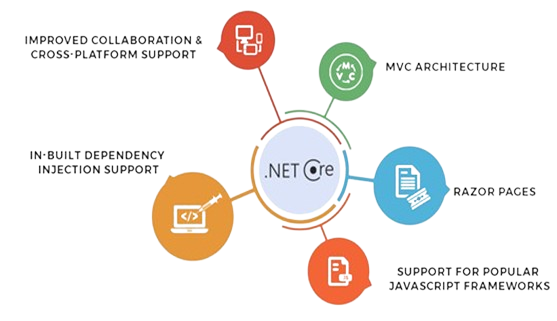 IMPROVED COLLABORATION &
CROSS-PLATFORM SUPPORT
MVC ARCHITECTURE
M
V C
IN-BUILT DEPENDENCY
INJECTION SUPPORT
</>
.NET Core
RAZOR PAGES
SUPPORT FOR POPULAR
JAVASCRIPT FRAMEWORKS